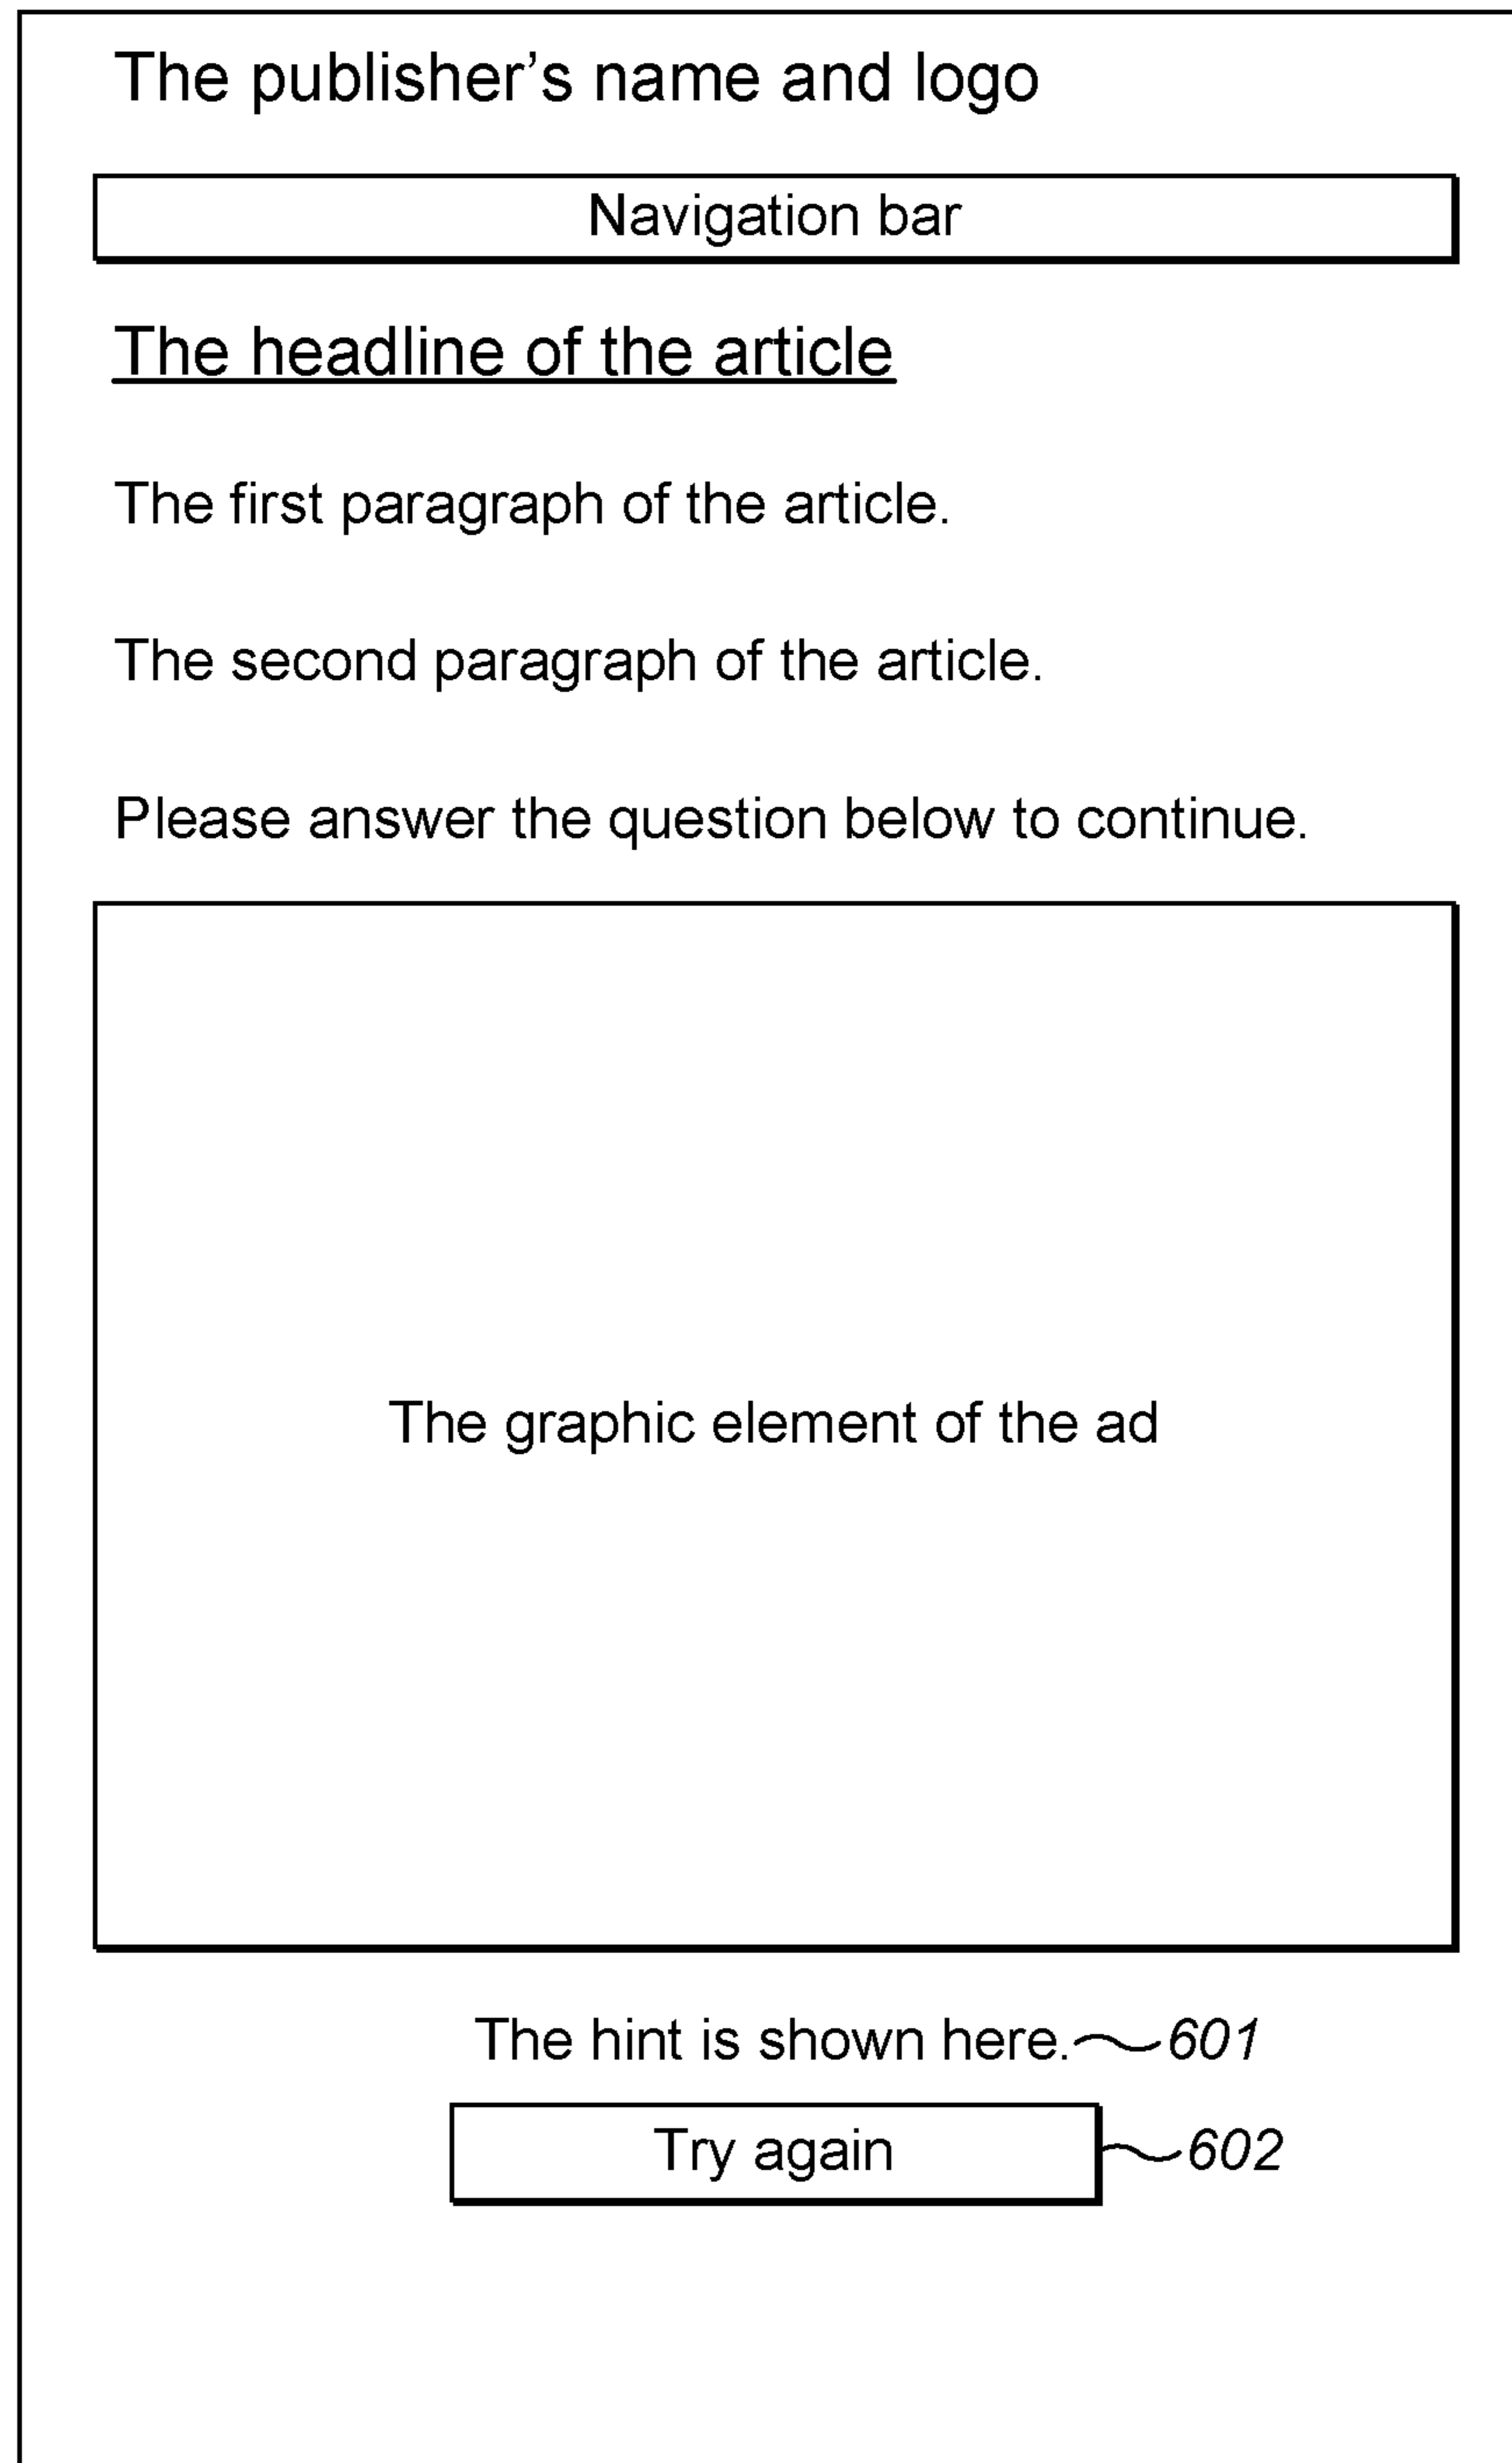 The publisher’s name and logo
Navigation bar
The headline of the article
The first paragraph of the article.
The second paragraph of the article.
Please answer the question below to continue.
The graphic element of the ad
The hint is shown here. 601
Try again 602